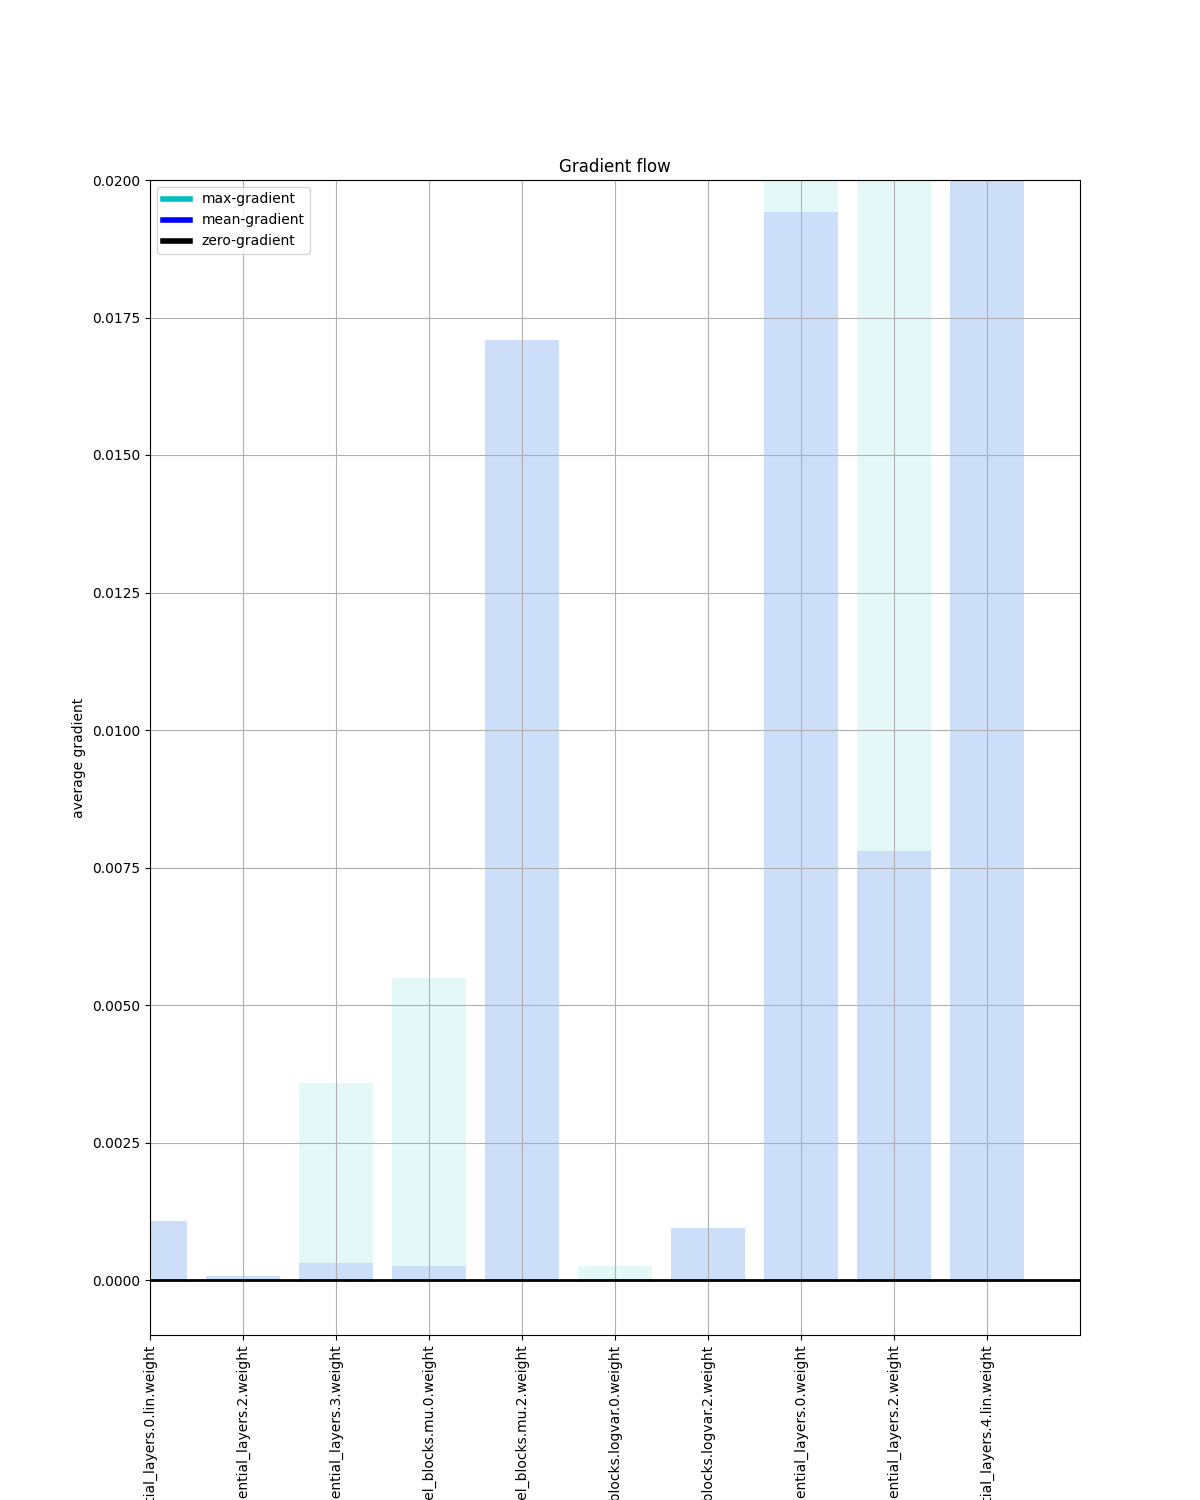 Gradient flow
max-gradient
mean-gradient
zero-gradient
average gradient
0.0200
0.0175
0.0150
0.0125
0.0100
0.0075
0.0050
0.0025
0.0000
tial_layers.0.lin.weight
ential_layers.2.weight
ential_layers.3.weight
el_blocks.mu.0.weight
el_blocks.mu.2.weight
blocks.logvar.0.weight
blocks.logvar.2.weight
ential_layers.0.weight
ential_layers.2.weight
tial_layers.4.lin.weight